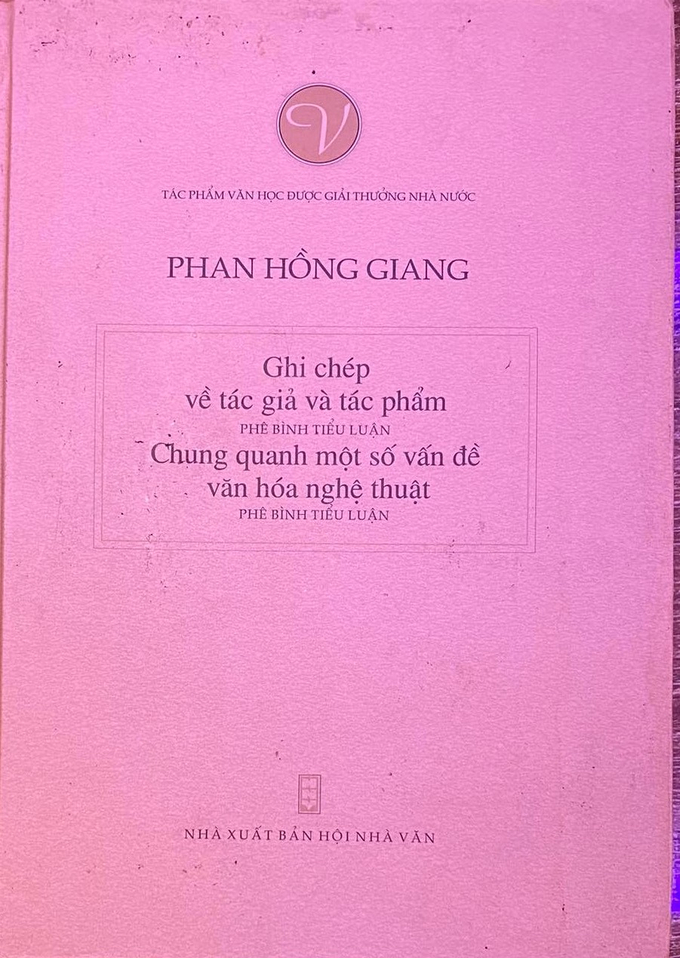 V
TÁC PHẨM VĂN HỌC ĐƯỢC GIẢI THƯỞNG NHÀ NƯỚC
PHAN HỒNG GIANG
Ghi chép
về tác giả và tác phẩm
PHÊ BÌNH TIỂU LUẬN
Chung quanh một số vấn đề
văn hóa nghệ thuật
PHÊ BÌNH TIỂU LUẬN
NHÀ XUẤT BẢN HỘI NHÀ VĂN